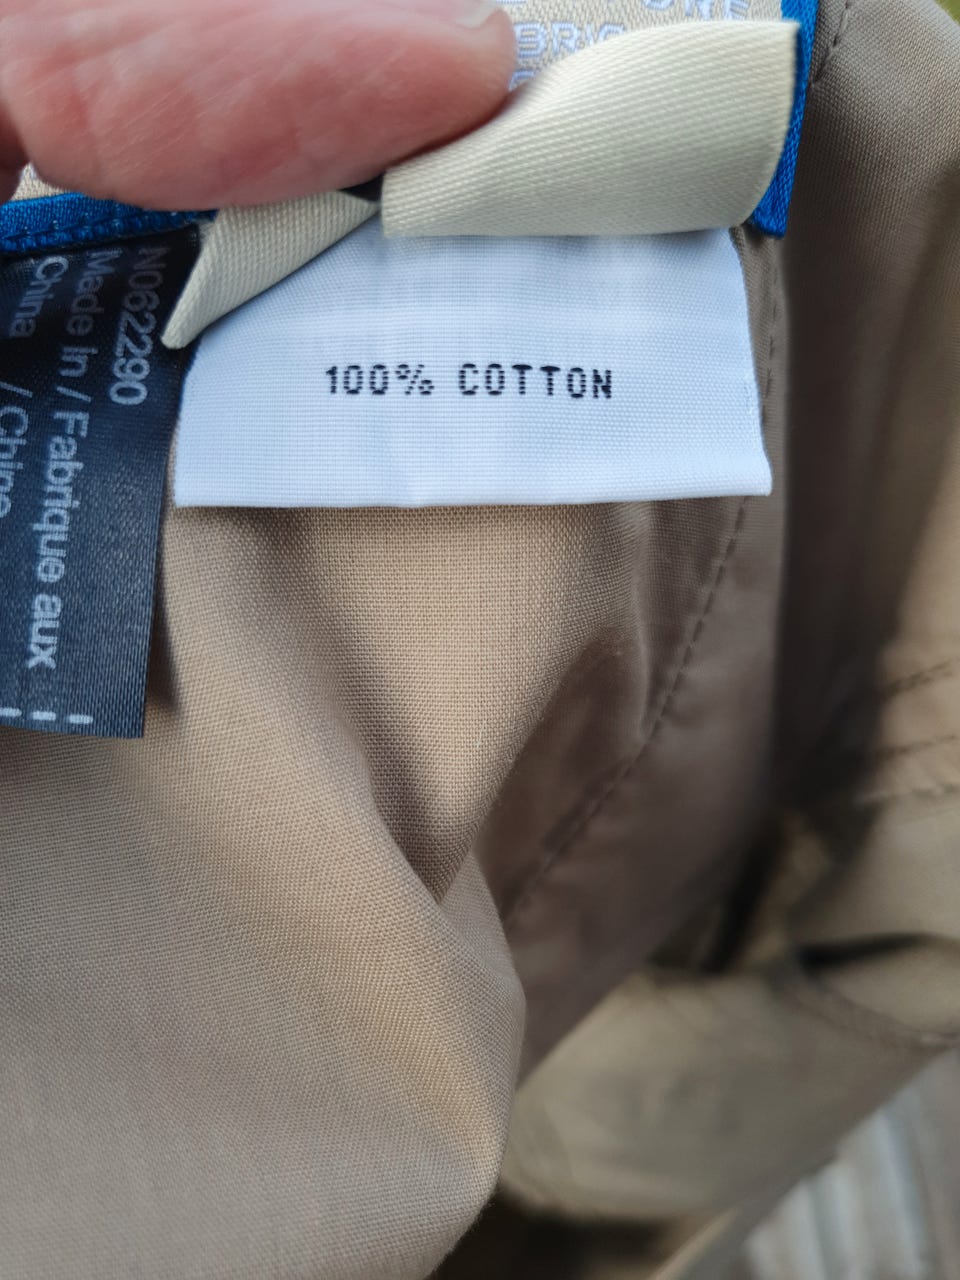 100% COTTON
N062290
Made In / Fabrique aux
China / Chine